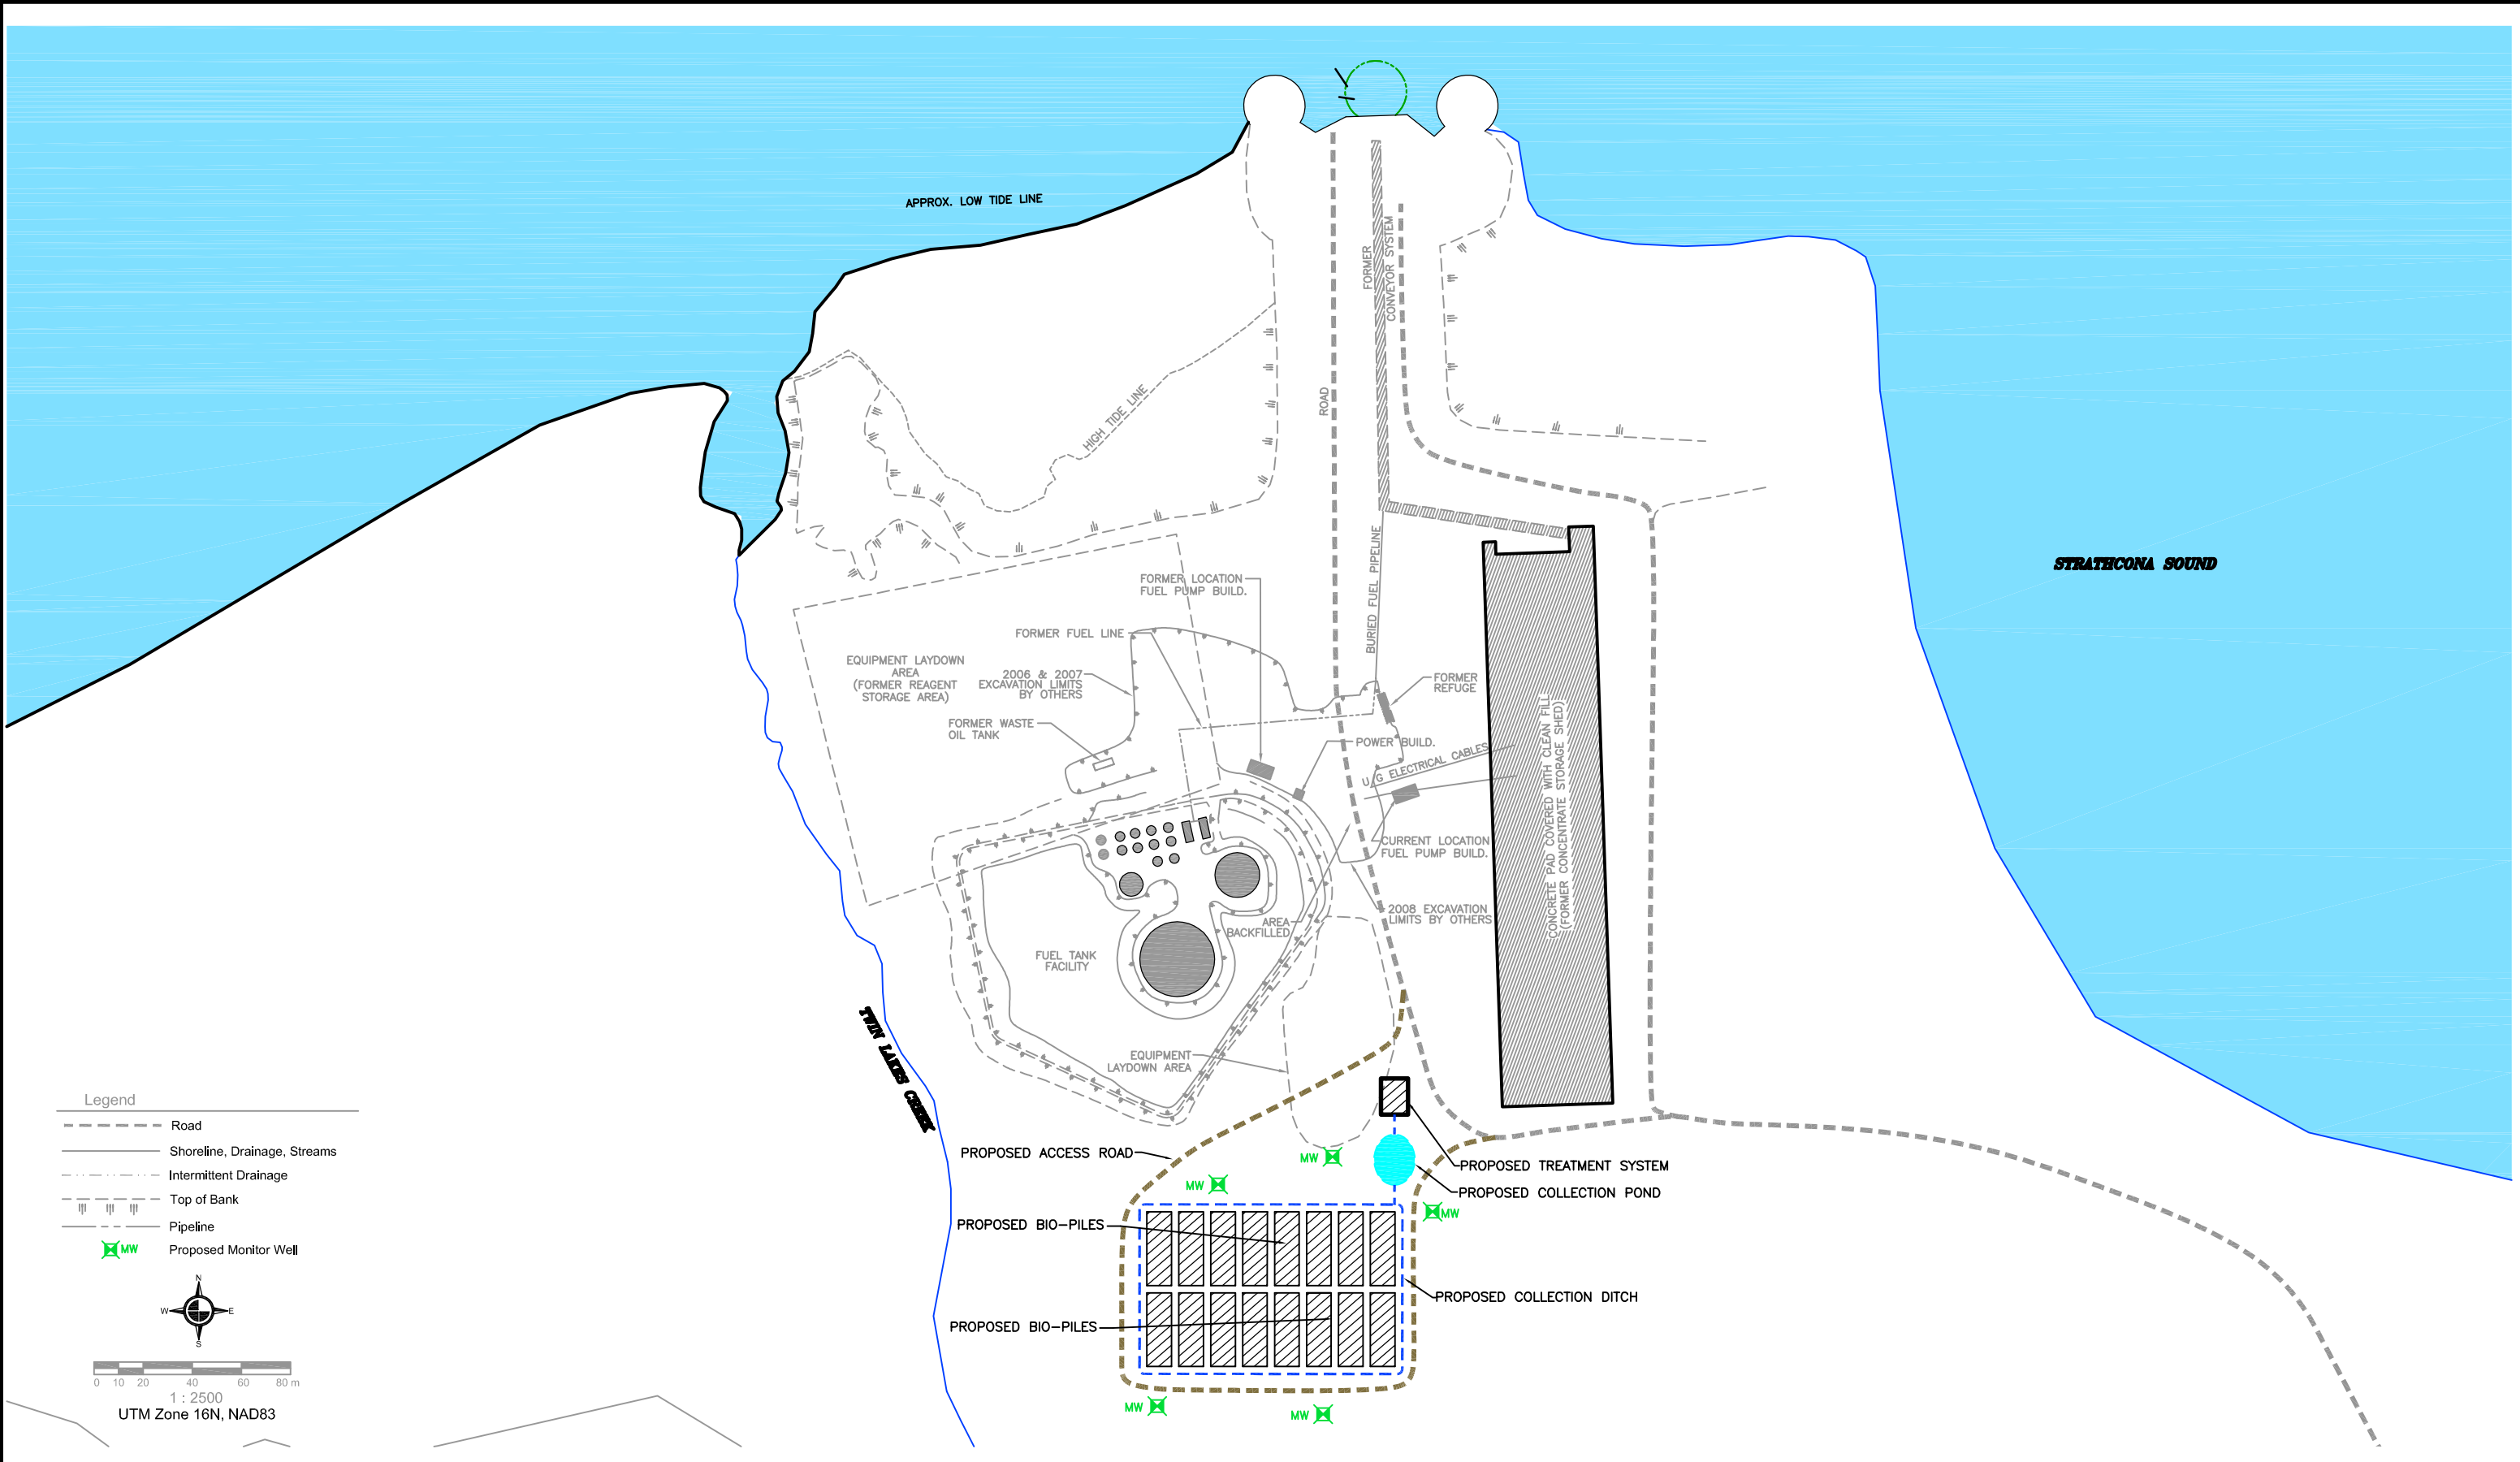 APPROX. LOW TIDE LINE
FORMER
CONVEYOR SYSTEM
ROAD
HIGH TIDE LINE
BURIED FUEL PIPELINE
STRATHCONA SOUND
FORMER LOCATION
FUEL PUMP BUILD.
FORMER FUEL LINE
EQUIPMENT LAYDOWN
AREA
(FORMER REAGENT
STORAGE AREA)
2006 & 2007
EXCAVATION LIMITS
BY OTHERS
FORMER WASTE
OIL TANK
FORMER
REFUGE
POWER BUILD.
U/G ELECTRICAL CABLES
CONCRETE PAD COVERED WITH CLEAN FILL
(FORMER CONCENTRATE STORAGE SHED)
CURRENT LOCATION
FUEL PUMP BUILD.
2008 EXCAVATION
LIMITS BY OTHERS
AREA
BACKFILLED
FUEL TANK
FACILITY
EQUIPMENT
LAYDOWN AREA
TWIN LAKES CREEK
PROPOSED ACCESS ROAD
MW
MW
PROPOSED TREATMENT SYSTEM
PROPOSED COLLECTION POND
MW
PROPOSED BIO-PILES
PROPOSED COLLECTION DITCH
PROPOSED BIO-PILES
MW
MW
Legend
Road
Shoreline, Drainage, Streams
Intermittent Drainage
Top of Bank
Pipeline
MW Proposed Monitor Well
N
W E
S
0 10 20 40 60 80 m
1 : 2500
UTM Zone 16N, NAD83